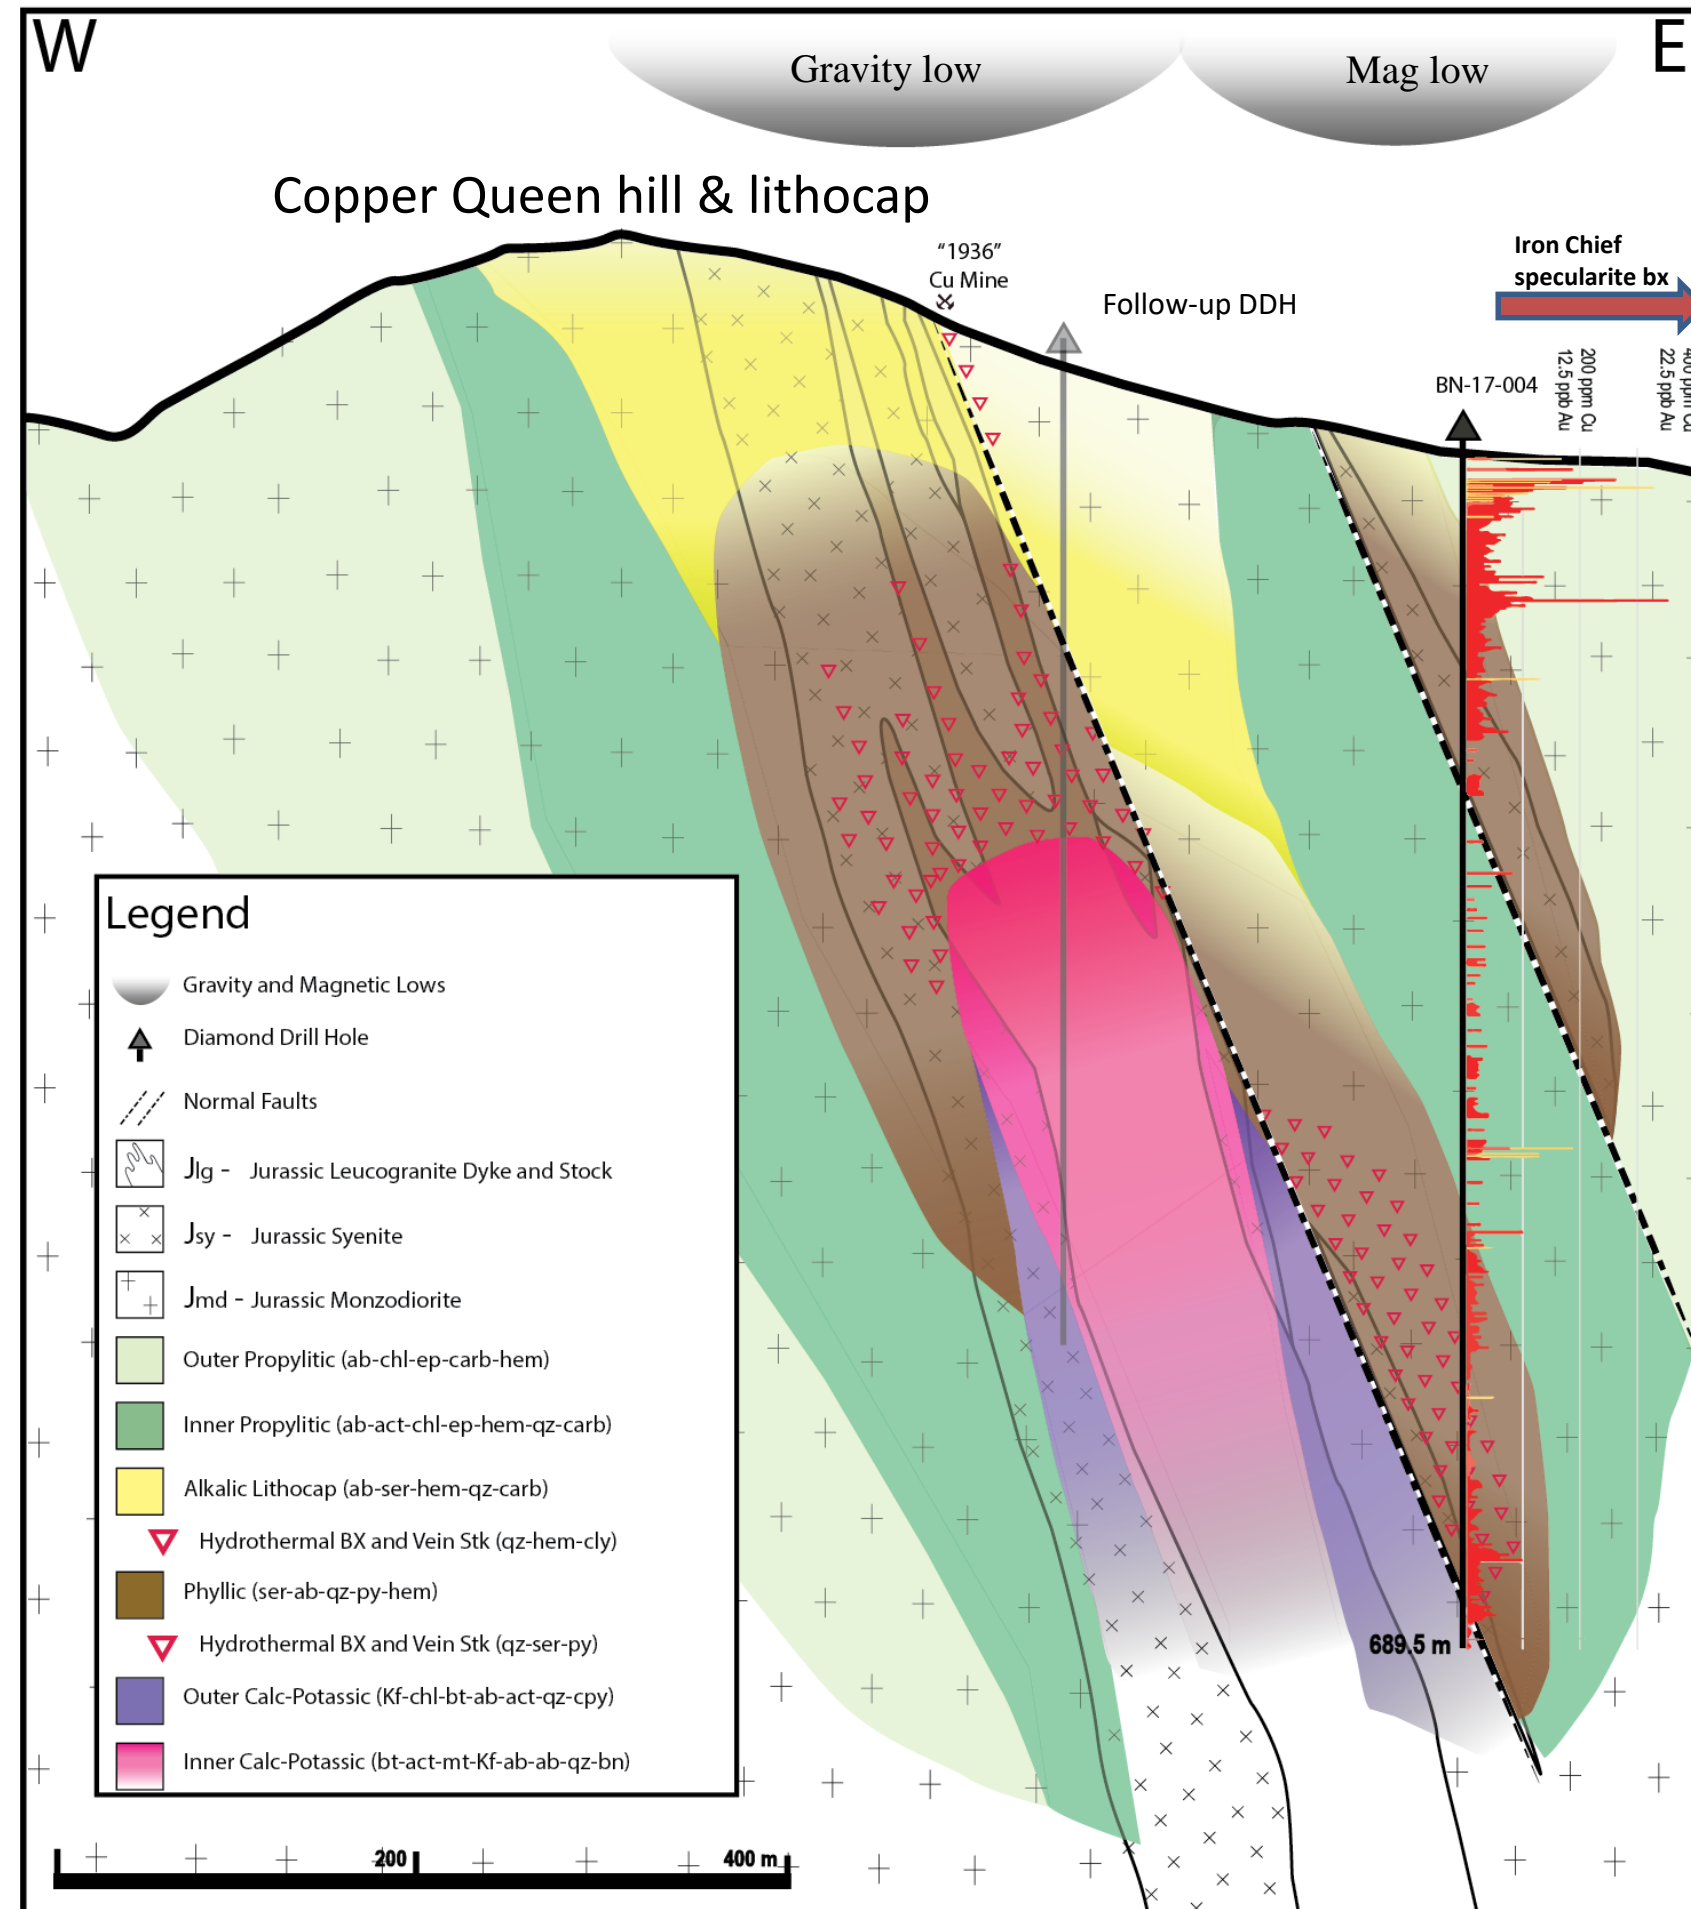 W
E
Gravity low
Mag low
Copper Queen hill & lithocap
"1936"
Cu Mine
Follow-up DDH
Iron Chief
specularite bx
BN-17-004
12.5 ppb Au
200 ppm Cu
22.5 ppb Au
Legend
Gravity and Magnetic Lows
Diamond Drill Hole
Normal Faults
Jlg - Jurassic Leucogranite Dyke and Stock
Jsy - Jurassic Syenite
Jmd - Jurassic Monzodiorite
Outer Propylitic (ab-chl-ep-carb-hem)
Inner Propylitic (ab-act-chl-ep-hem-qz-carb)
Alkalic Lithocap (ab-ser-hem-qz-carb)
Hydrothermal BX and Vein Stk (qz-hem-cly)
Phyllic (ser-ab-qz-py-hem)
Hydrothermal BX and Vein Stk (qz-ser-py)
Outer Calc-Potassic (Kf-chl-bt-ab-act-qz-cpy)
Inner Calc-Potassic (bt-act-mt-Kf-ab-ab-qz-bn)
689.5 m
200
400 m